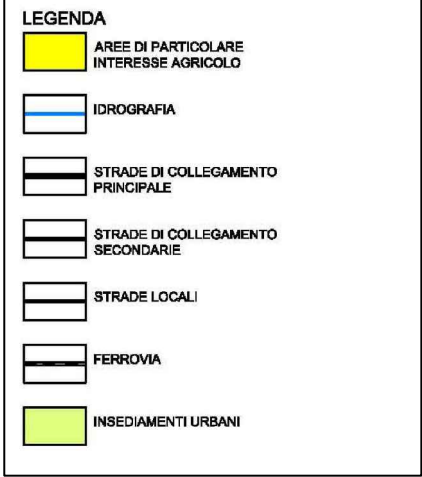 LEGENDA
AREE DI PARTICOLARE
INTERESSE AGRICOLO
IDROGRAFIA
STRADE DI COLLEGAMENTO
PRINCIPALE
STRADE DI COLLEGAMENTO
SECONDARIE
STRADE LOCALI
FERROVIA
INSEDIAMENTI URBANI